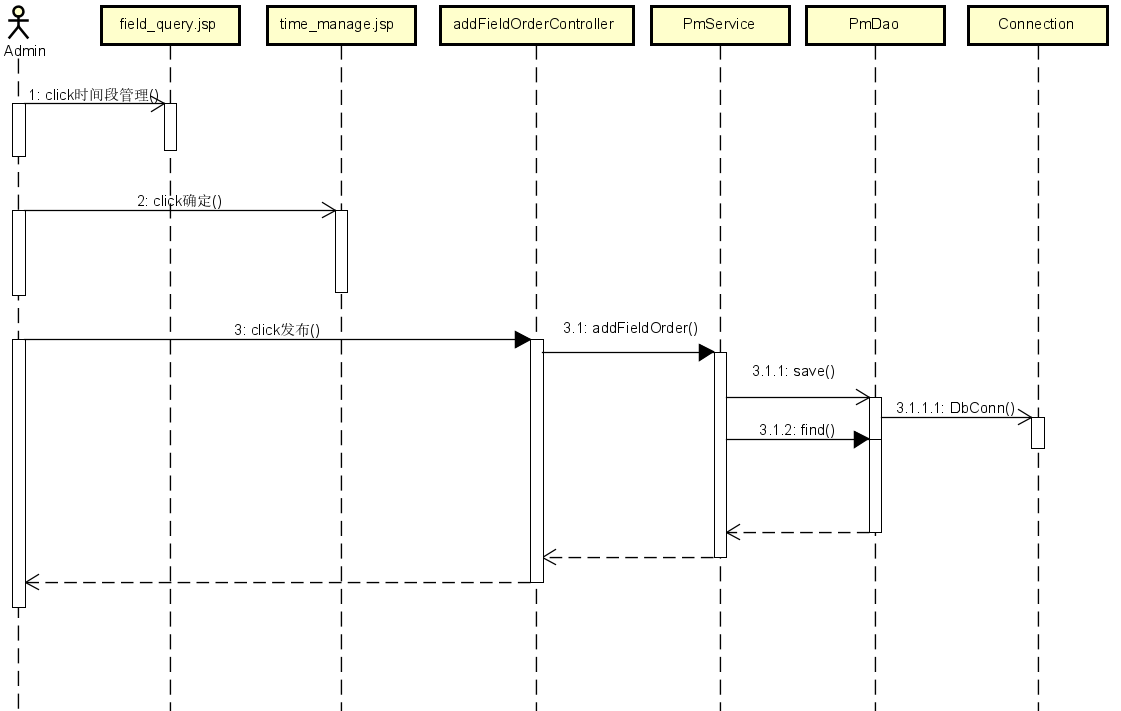 field_query.jsp
time_manage.jsp
addFieldOrderController
PmService
PmDao
Connection
Admin
1: click时间段管理()
2: click确定()
3: click发布()
3.1: addFieldOrder()
3.1.1: save()
3.1.1.1: DbConn()
3.1.2: find()